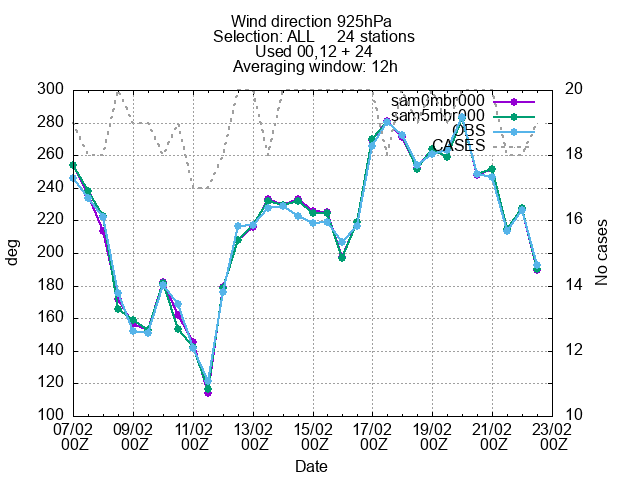 Wind direction 925hPa
Selection: ALL 24 stations
Used 00,12 + 24
Averaging window: 12h
sam0mbr000
sam5mbr000
OBS
CASES
300
280
260
240
220
200
180
160
140
120
100
deg
20
18
16
14
12
10
No cases
07/02 09/02 11/02 13/02 15/02 17/02 19/02 21/02 23/02
00Z 00Z 00Z 00Z 00Z 00Z 00Z 00Z 00Z
Date